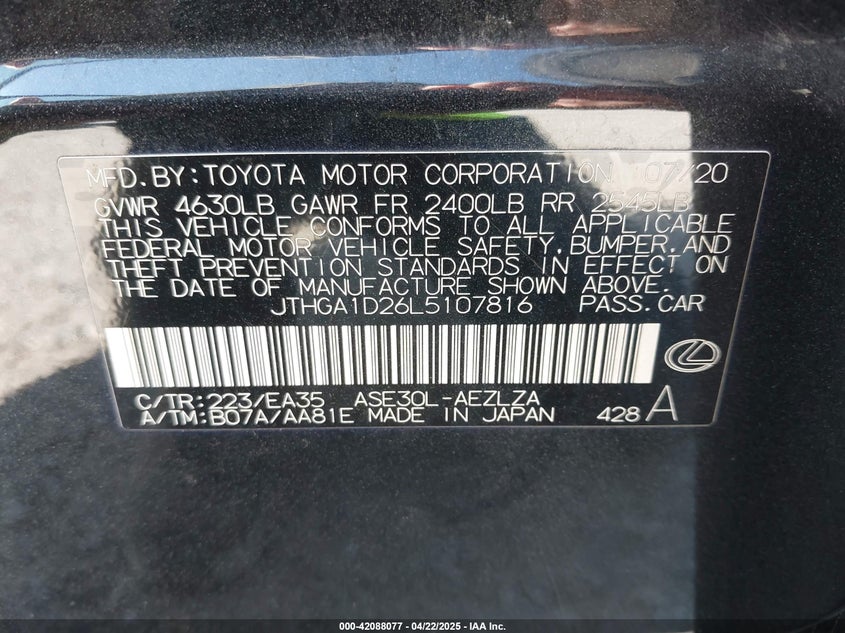 MFD.BY:TOYOTA MOTOR CORPORATION 07/20
GVWR 4630LB GAWR FR 2400LB RR 2545LB
THIS VEHICLE CONFORMS TO ALL APPLICABLE
FEDERAL MOTOR VEHICLE SAFETY,BUMPER,AND
THEFT PREVENTION STANDARDS IN EFFECT ON
THE DATE OF MANUFACTURE SHOWN ABOVE.
JTHGA1D26L5107816 PASS.CAR
C/TR:223/EA35 ASE30L-AEZLZA
A/TM:B07A/AA81E MADE IN JAPAN 428 A
000-42088077 - 04/22/2025 - IAA Inc.